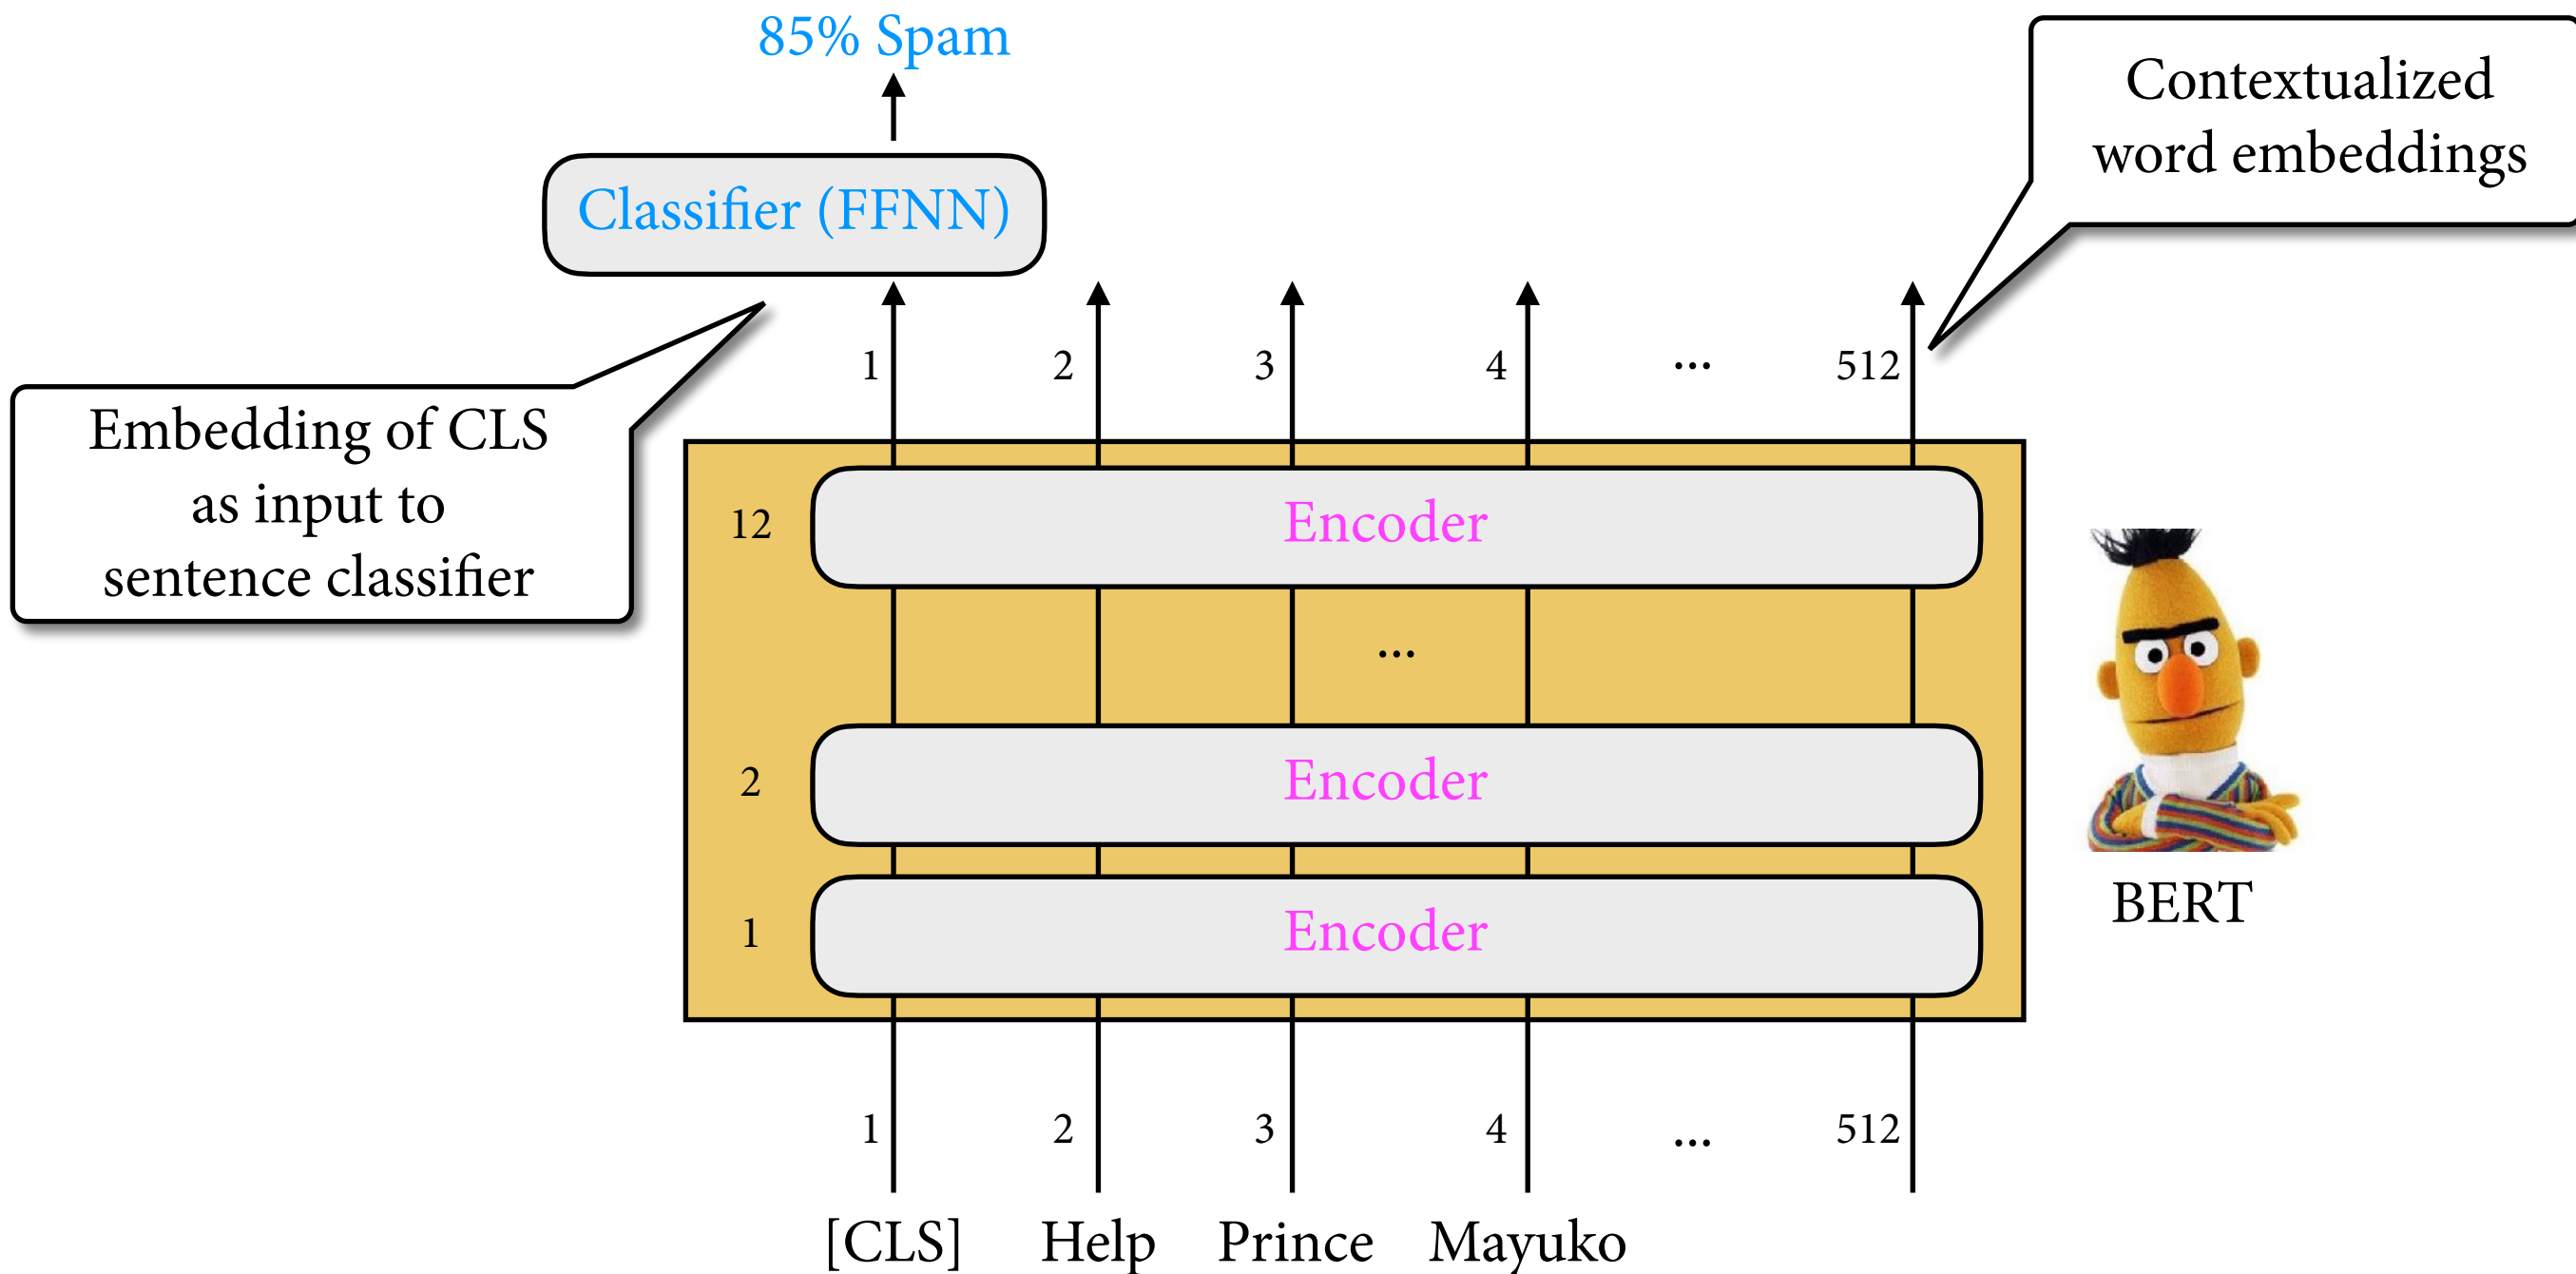 85% Spam
Contextualized
word embeddings
Classifier (FFNN)
1 2 3 4 ... 512
Embedding of CLS
as input to
sentence classifier
12 Encoder
...
2 Encoder
1 Encoder
BERT
1 2 3 4 ... 512
[CLS] Help Prince Mayuko